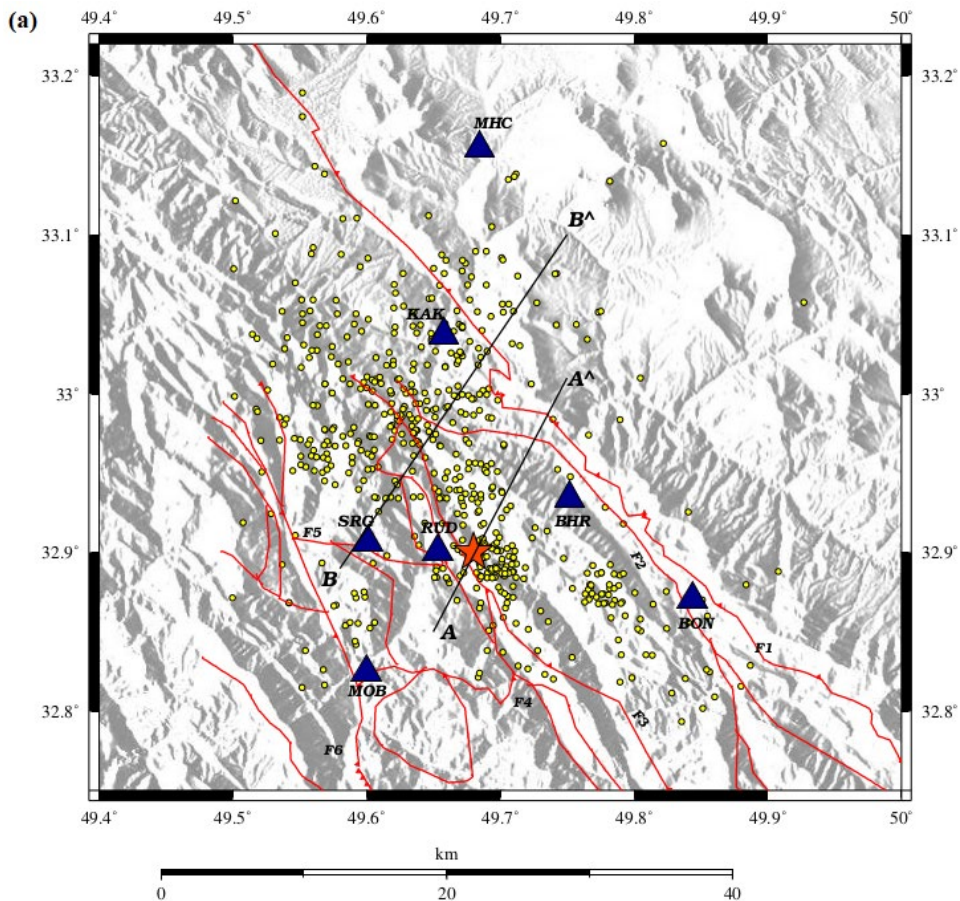 (a)
49.4° 49.5° 49.6° 49.7° 49.8° 49.9° 50°
33.2° 33.2°
MHC
B^
33.1° 33.1°
KAK
A^
33° 33°
BHR
SRG RUD
F5
32.9° 32.9°
F2
B
BON
A
F1
MOB
F4
F3
32.8° 32.8°
F6
49.4° 49.5° 49.6° 49.7° 49.8° 49.9° 50°
km
0 20 40